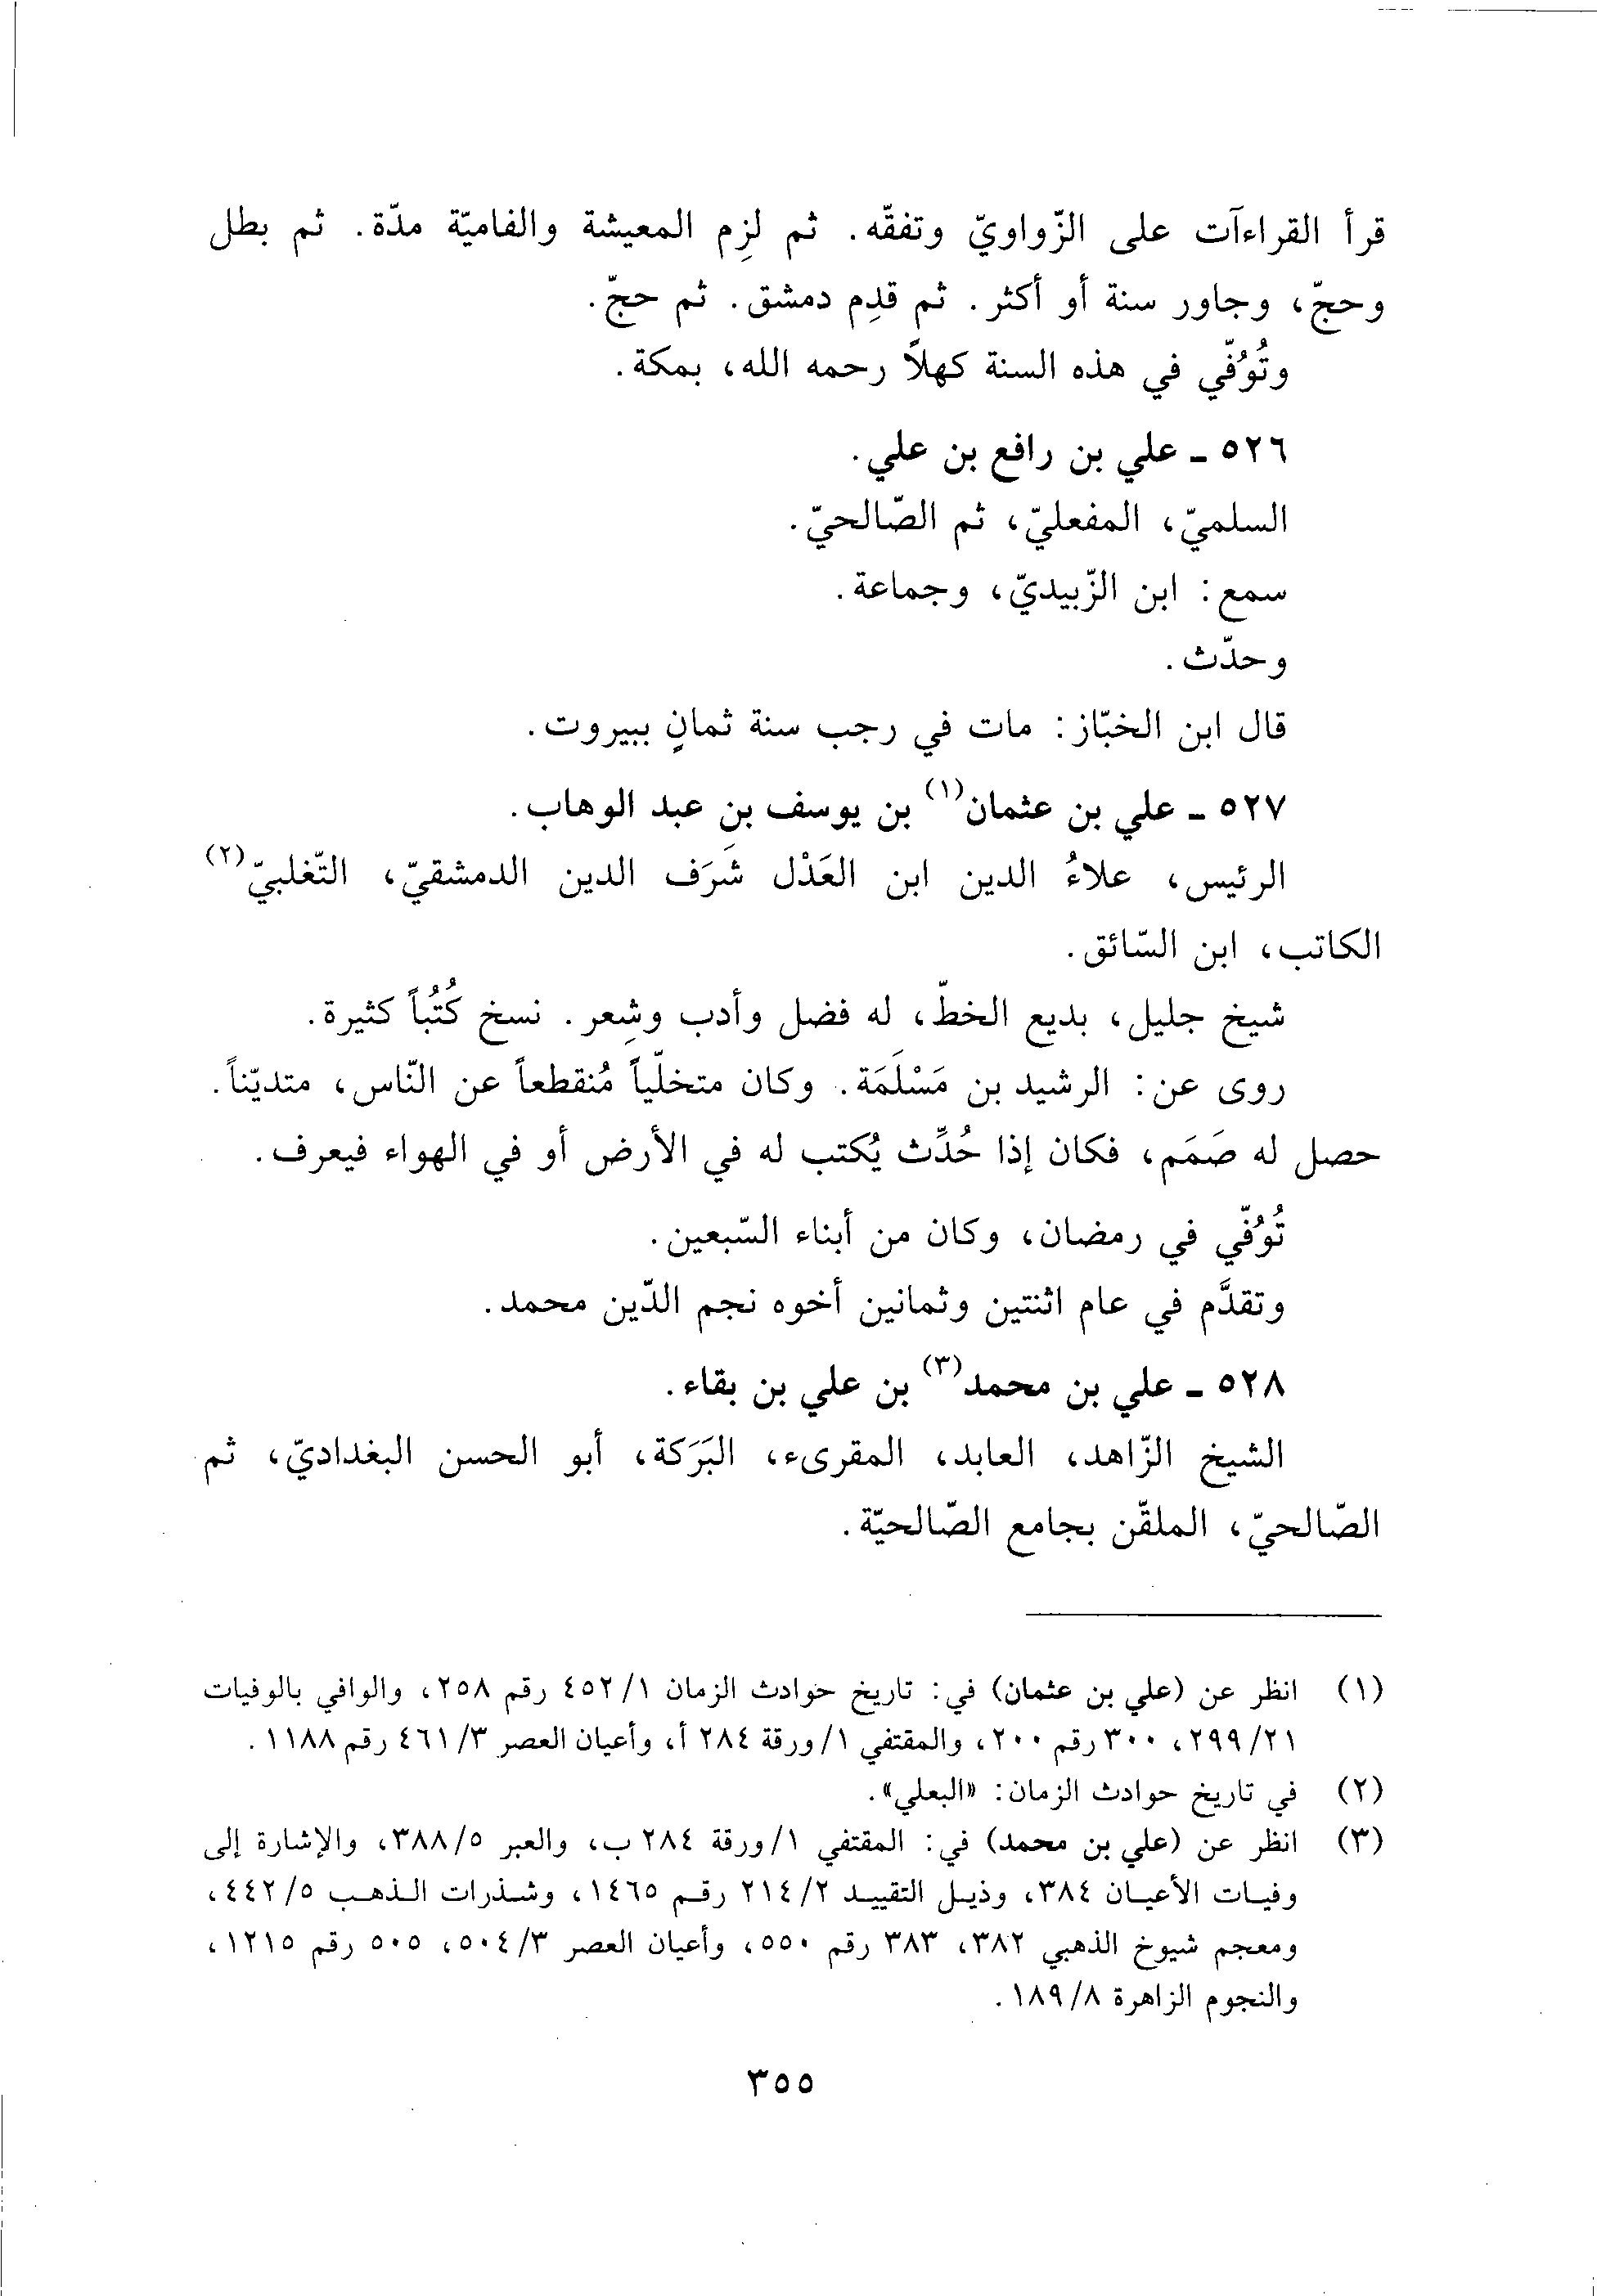 قرأ القراءآت على الزّواويّ وتفقّه. ثم لزِم المعيشة والفاميّة مدّة. ثم بطل
وحجّ، وجاور سنة أو أكثر. ثم قدِم دمشق. ثم حجّ.
وتُوُفّي في هذه السنة كهلاً رحمه الله، بمكة.
٥٢٦ ـ علي بن رافع بن علي.
السلميّ، المفعليّ، ثم الصّالحيّ.
سمع: ابن الزّبيديّ، وجماعة.
وحدّث.
قال ابن الخبّاز: مات في رجب سنة ثمانٍ ببيروت.
٥٢٧ ـ علي بن عثمان(١) بن يوسف بن عبد الوهاب.
الرئيس، علاءُ الدين ابن العَدْل شَرَف الدين الدمشقيّ، التّغلبيّ(٢)
الكاتب، ابن السّائق.
شيخ جليل، بديع الخطّ، له فضل وأدب وشِعر. نسخ كُتُباً كثيرة.
روى عن: الرشيد بن مَسْلَمَة. وكان متخلّياً مُنقطعاً عن النّاس، متديّناً.
حصل له صَمَم، فكان إذا حُدِّث يُكتب له في الأرض أو في الهواء فيعرف.
تُوُفّي في رمضان، وكان من أبناء السّبعين.
وتقدَّم في عام اثنتين وثمانين أخوه نجم الدّين محمد.
٥٢٨ ـ علي بن محمد(٣) بن علي بن بقاء.
الشيخ الزّاهد، العابد، المقرىء، البَرَكة، أبو الحسن البغداديّ، ثم
الصّالحيّ، الملقّن بجامع الصّالحيّة.
(١) انظر عن (علي بن عثمان) في: تاريخ حوادث الزمان ١/ ٤٥٢ رقم ٢٥٨، والوافي بالوفيات
٢١/ ٢٩٩، ٣٠٠ رقم ٢٠٠، والمقتفي ١/ ورقة ٢٨٤ أ، وأعيان العصر ٣/ ٤٦١ رقم ١١٨٨.
(٢) في تاريخ حوادث الزمان: «البعلي».
(٣) انظر عن (علي بن محمد) في: المقتفي ١/ ورقة ٢٨٤ ب، والعبر ٥/ ٣٨٨، والإشارة إلى
وفيات الأعيان ٣٨٤، وذيل التقييد ٢/ ٢١٤ رقم ١٤٦٥، وشذرات الذهب ٥/ ٤٤٢،
ومعجم شيوخ الذهبي ٣٨٢، ٣٨٣ رقم ٥٥٠، وأعيان العصر ٣/ ٥٠٤، ٥٠٥ رقم ١٢١٥،
والنجوم الزاهرة ٨/ ١٨٩.
٣٥٥